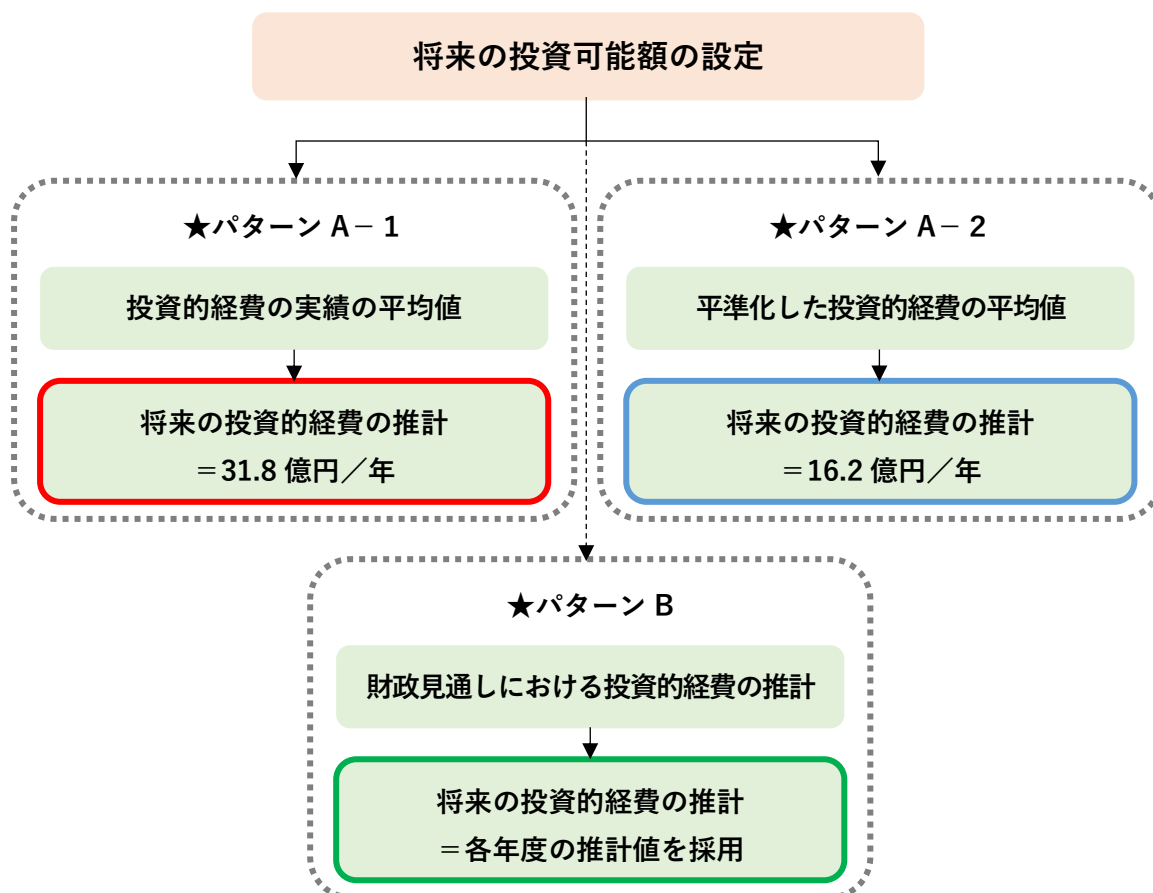 将来の投資可能額の設定
★パターン A－ 1
投資的経費の実績の平均値
将来の投資的経費の推計
＝31.8 億円／年
★パターン A－ 2
平準化した投資的経費の平均値
将来の投資的経費の推計
＝16.2 億円／年
★パターン B
財政見通しにおける投資的経費の推計
将来の投資的経費の推計
＝各年度の推計値を採用